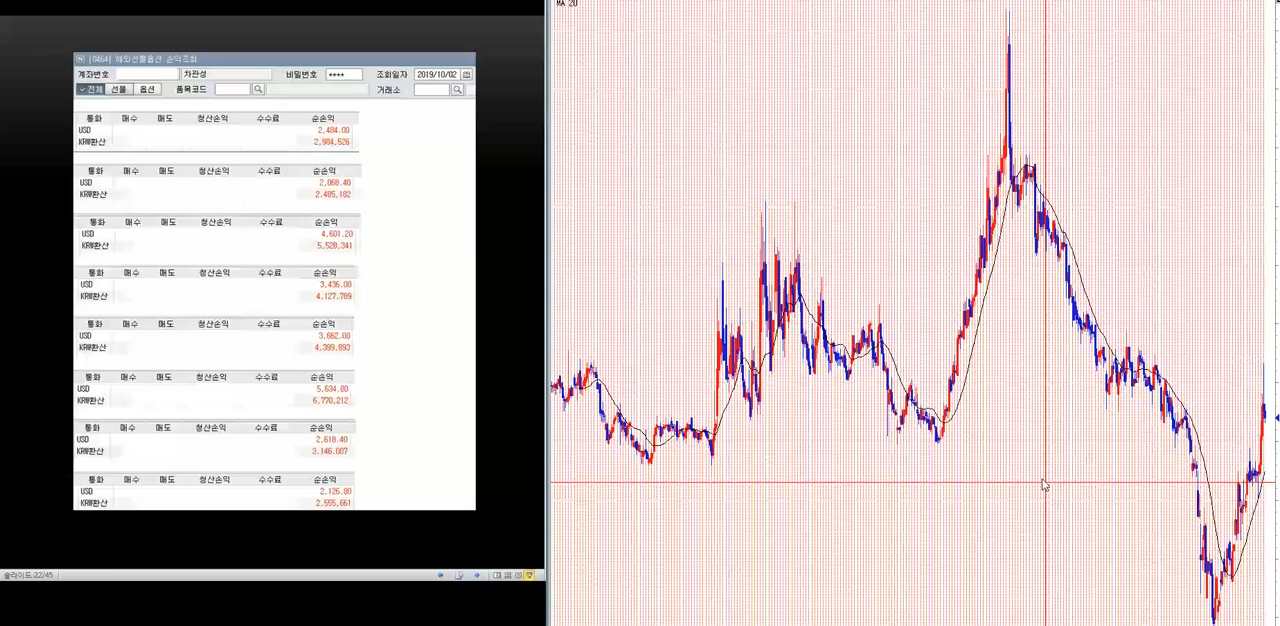 MA 20
[0464] 해외선물옵션 손익조회
계좌번호 차관성 비밀번호 **** 조회일자 2019/10/02
전체 선물 옵션 품목코드 거래소
통화 매수 매도 청산손익 수수료 순손익
USD 2,484.00
KRW환산 2,984,526
통화 매수 매도 청산손익 수수료 순손익
USD 2,068.40
KRW환산 2,485,182
통화 매수 매도 청산손익 수수료 순손익
USD 4,601.20
KRW환산 5,528,341
통화 매수 매도 청산손익 수수료 순손익
USD 3,436.00
KRW환산 4,127,789
통화 매수 매도 청산손익 수수료 순손익
USD 3,662.00
KRW환산 4,399,893
통화 매수 매도 청산손익 수수료 순손익
USD 5,634.80
KRW환산 6,770,212
통화 매수 매도 청산손익 수수료 순손익
USD 2,618.40
KRW환산 3,146,007
통화 매수 매도 청산손익 수수료 순손익
USD 2,126.80
KRW환산 2,555,661
슬라이드 22/45